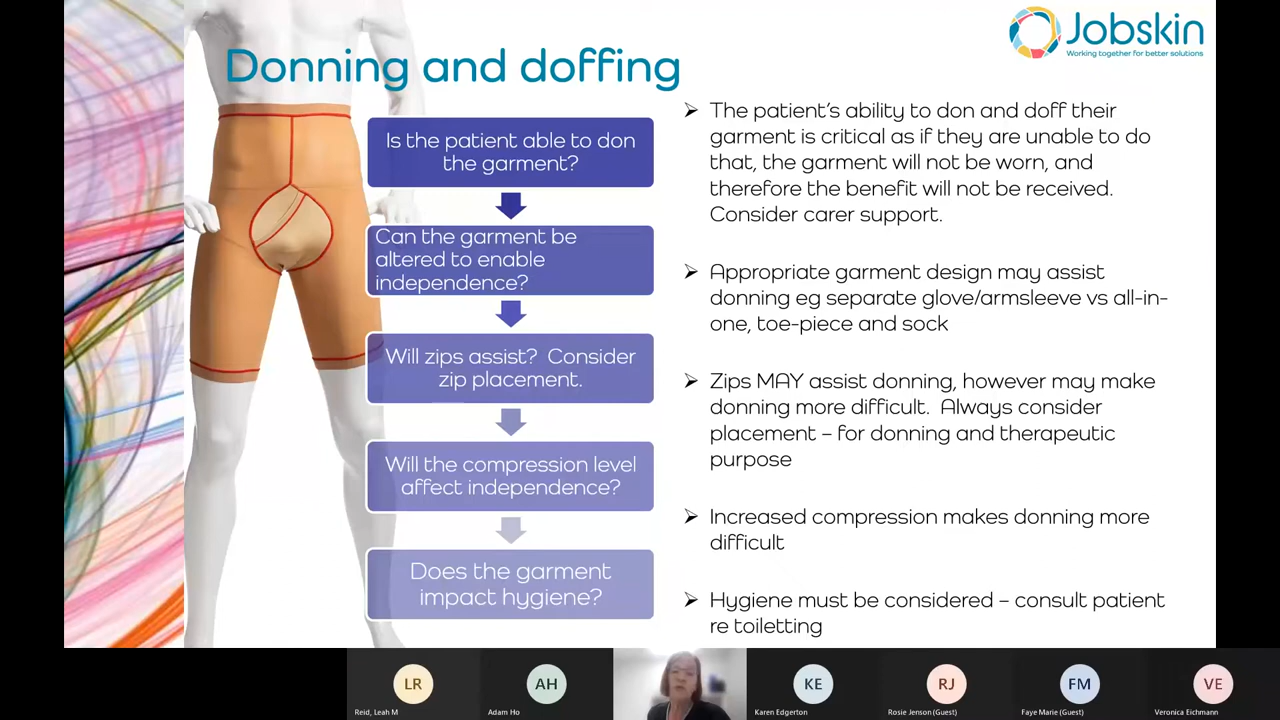 Jobskin
Working together for better solutions
Donning and doffing
Is the patient able to don
the garment?
Can the garment be
altered to enable
independence?
Will zips assist?  Consider
zip placement.
Will the compression level
affect independence?
Does the garment
impact hygiene?
The patient's ability to don and doff their
garment is critical as if they are unable to do
that, the garment will not be worn, and
therefore the benefit will not be received.
Consider carer support.
Appropriate garment design may assist
donning eg separate glove/armsleeve vs all-in-
one, toe-piece and sock
Zips MAY assist donning, however may make
donning more difficult.  Always consider
placement – for donning and therapeutic
purpose
Increased compression makes donning more
difficult
Hygiene must be considered – consult patient
re toiletting
LR
Reid, Leah M
AH
Adam Ho
KE
Karen Edgerton
RJ
Rosie Jenson (Guest)
FM
Faye Marie (Guest)
VE
Veronica Eichmann